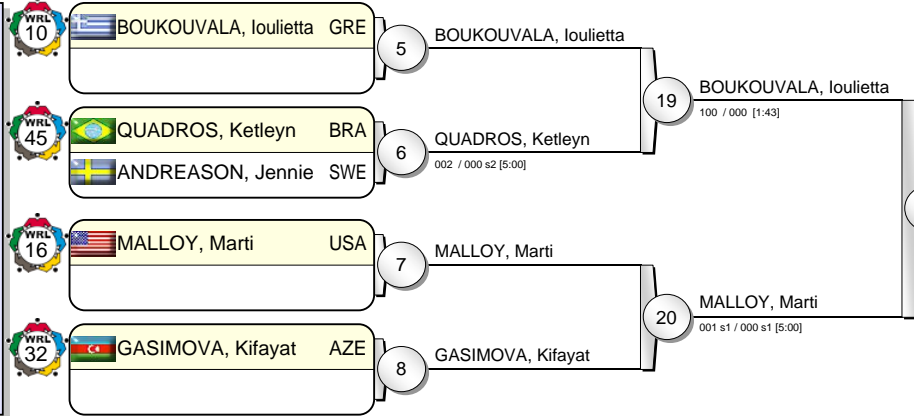 WRL
10
BOUKOUVALA, Ioulietta GRE
5
BOUKOUVALA, Ioulietta
19
BOUKOUVALA, Ioulietta
100 / 000 [1:43]
WRL
45
QUADROS, Ketleyn BRA
ANDREASON, Jennie SWE
6
QUADROS, Ketleyn
002 / 000 s2 [5:00]
WRL
16
MALLOY, Marti USA
7
MALLOY, Marti
20
MALLOY, Marti
001 s1 / 000 s1 [5:00]
WRL
32
GASIMOVA, Kifayat AZE
8
GASIMOVA, Kifayat